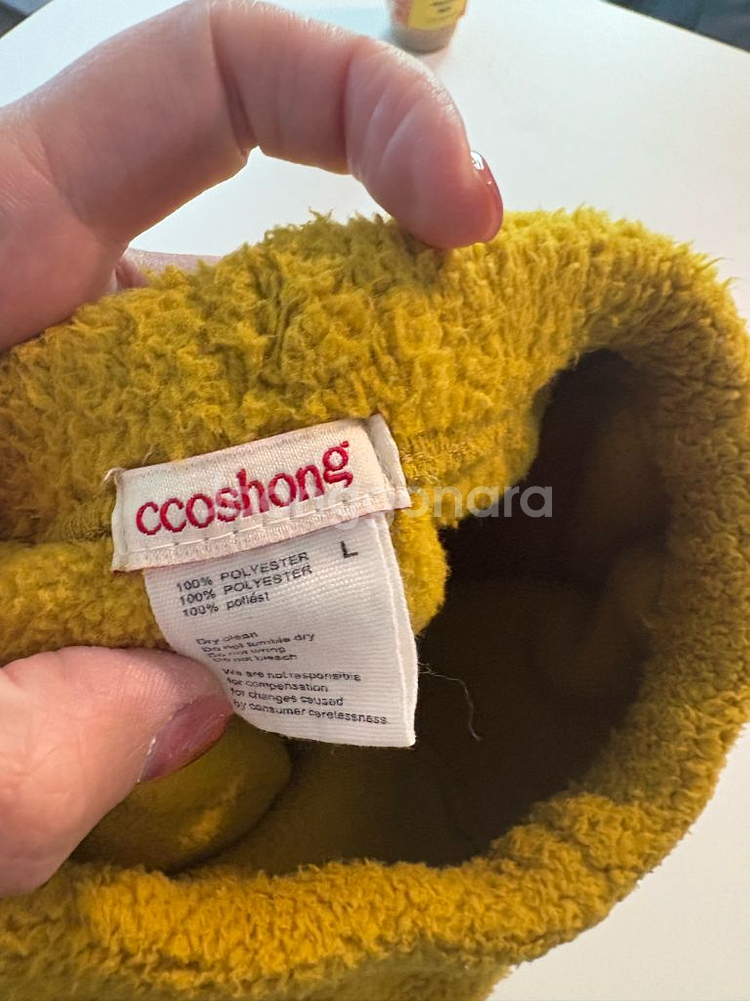 ccoshong
L
100% POLYESTER
100% POLYESTER
100% poliést
Dry clean
Do not tumble dry
Do not wring
Do not bleach
We are not responsible
for compensation
for changes caused
by consumer carelessness